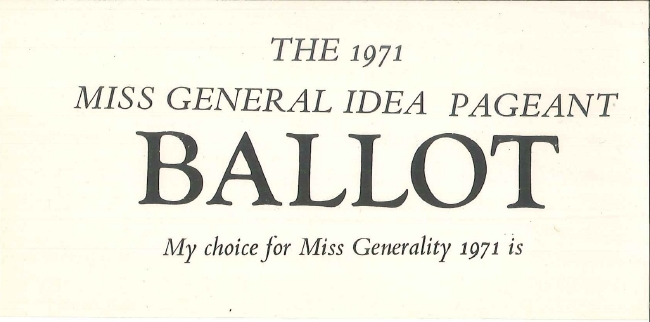 THE 1971
MISS GENERAL IDEA PAGEANT
BALLOT
My choice for Miss Generality 1971 is